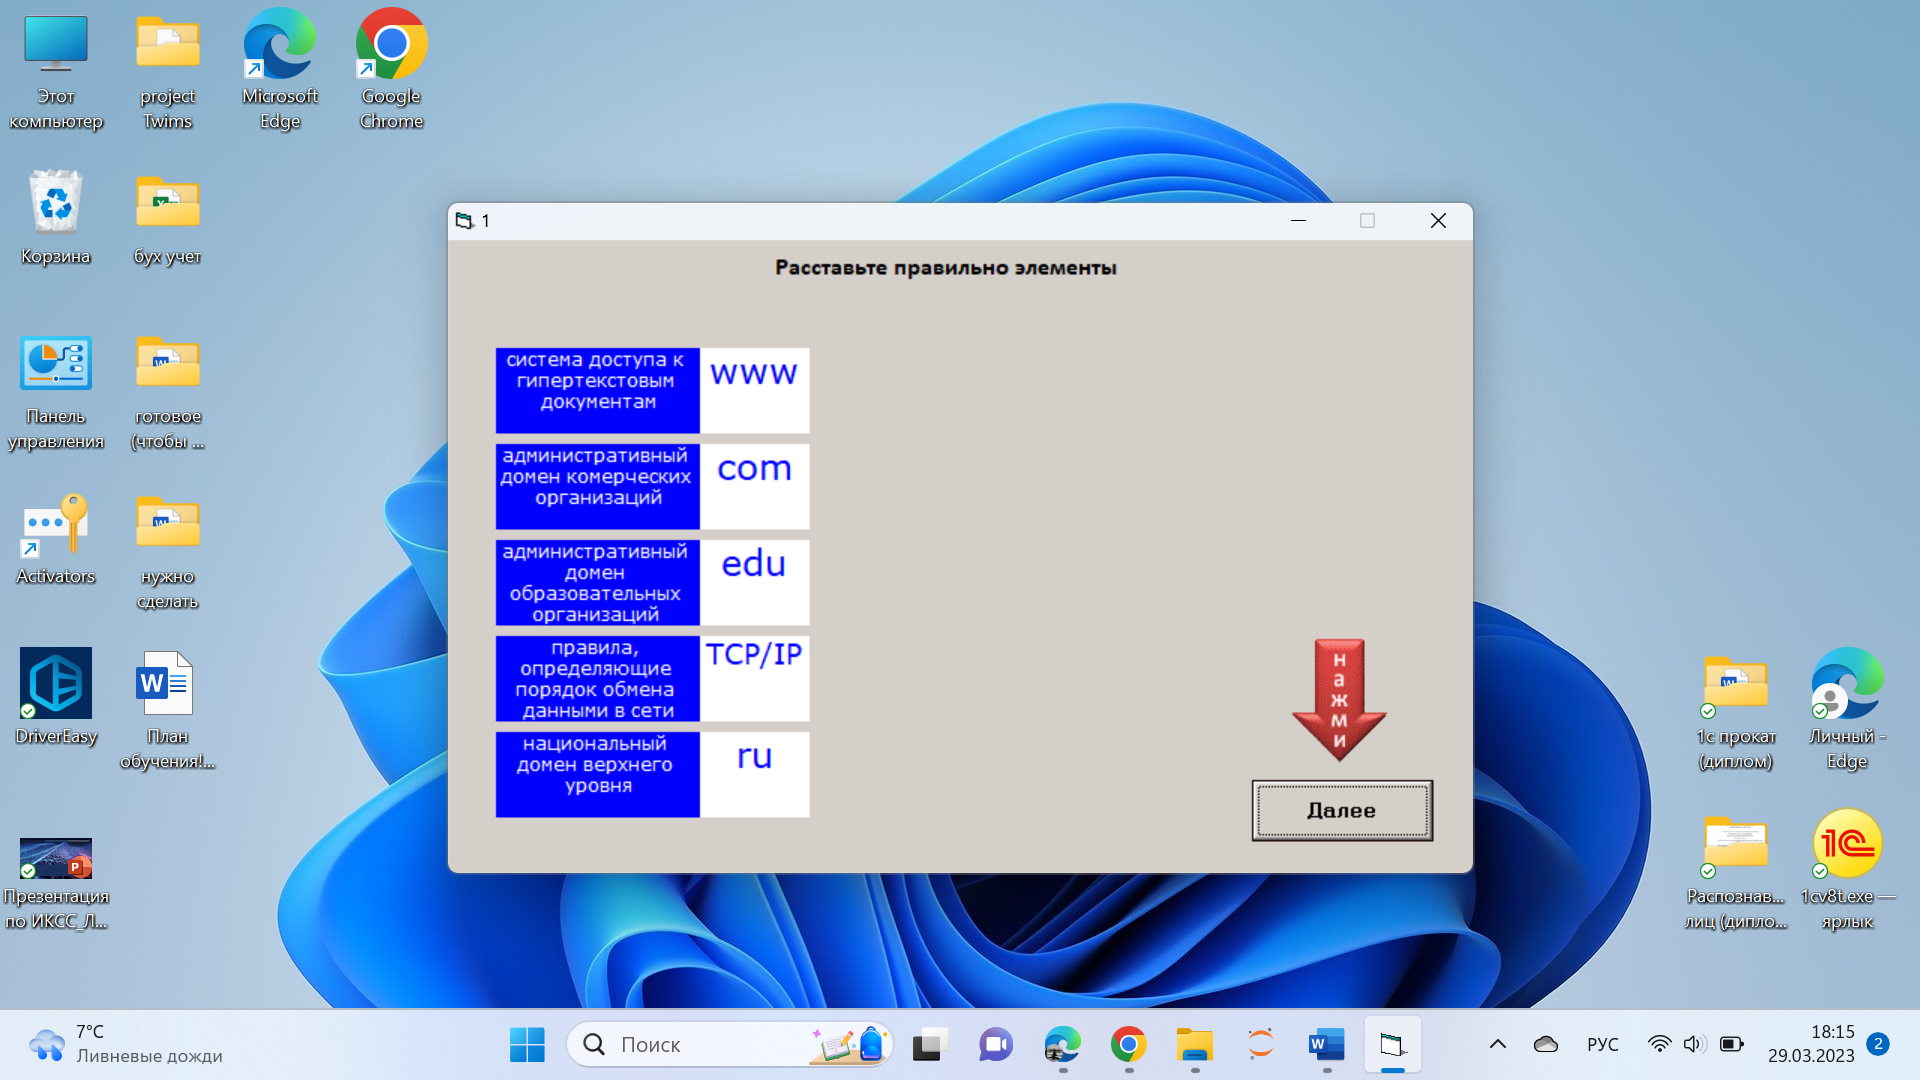 Этот
компьютер
project
Twims
Microsoft
Edge
Google
Chrome
Корзина
бух учет
Панель
управления
готовое
(чтобы ...
Activators
нужно
сделать
DriverEasy
План
обучения!...
Презентация
по ИКСС_Л...
1
Расставьте правильно элементы
система доступа к
гипертекстовым
документам
www
административный
домен комерческих
организаций
com
административный
домен
образовательных
организаций
edu
правила,
определяющие
порядок обмена
данными в сети
TCP/IP
национальный
домен верхнего
уровня
ru
Нажми
Далее
1с прокат
(диплом)
Личный -
Edge
Распознав...
лиц (дипло...
1cv8t.exe —
ярлык
7°C
Ливневые дожди
Поиск
РУС
18:15
29.03.2023
2